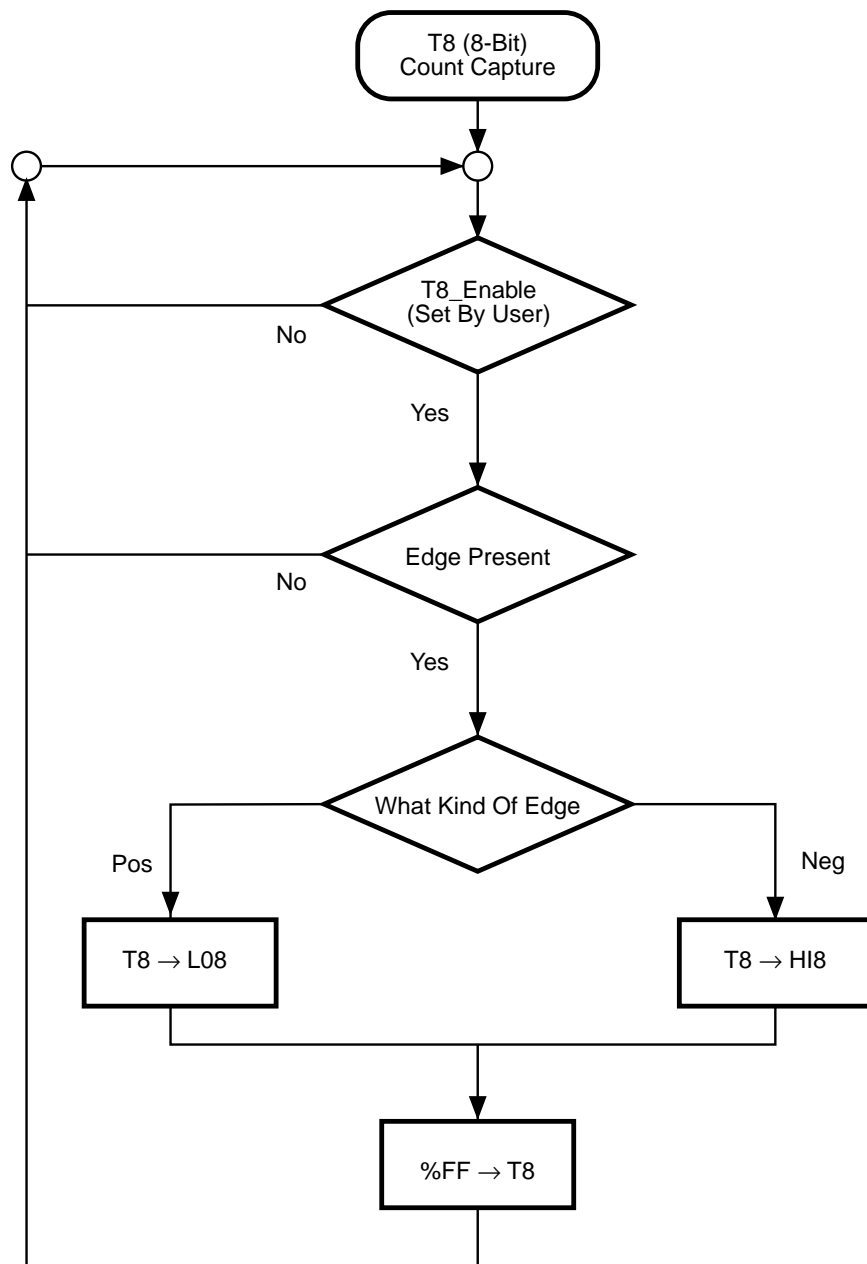 T8 (8-Bit)
Count Capture
T8_Enable
(Set By User)
No
Yes
Edge Present
No
Yes
What Kind Of Edge
Pos
Neg
T8 → L08
T8 → HI8
%FF → T8